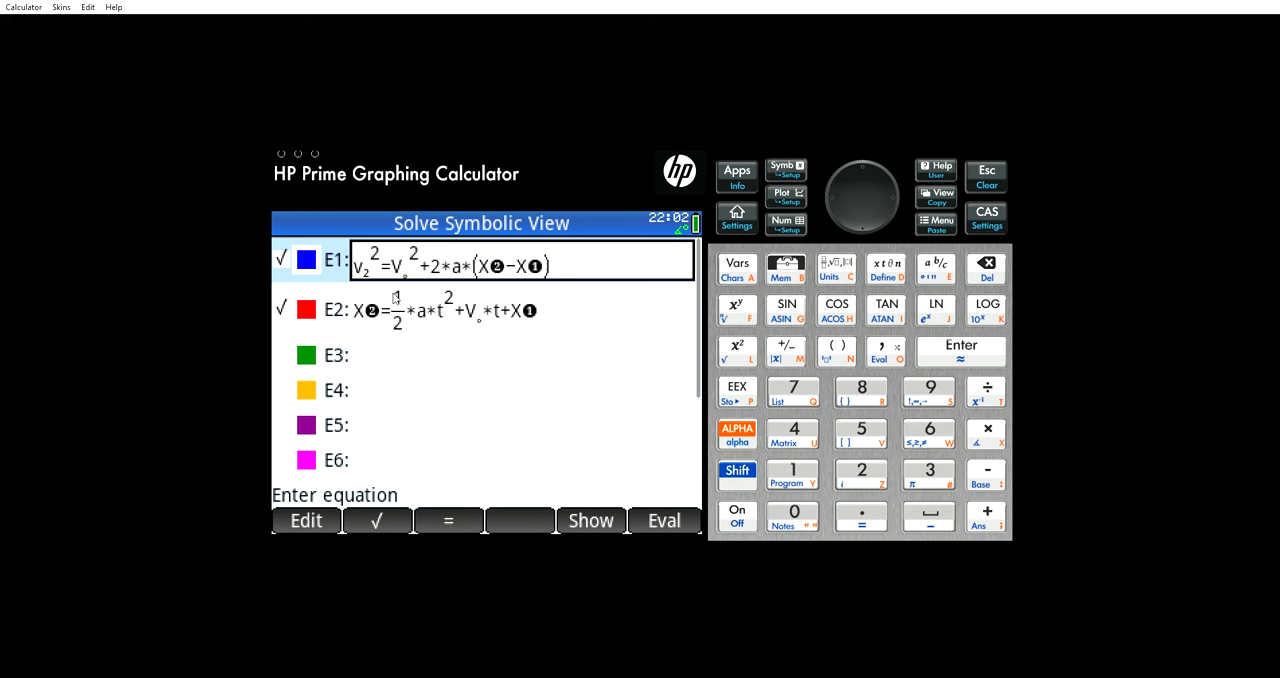 Calculator Skins Edit Help
HP Prime Graphing Calculator
hp
Solve Symbolic View 22:02
√ E1: v₂²=V₀²+2*a*(X❷−X❶)
√ E2: X❷=1/2*a*t²+V₀*t+X❶
E3:
E4:
E5:
E6:
Enter equation
Edit √ = Show Eval
Apps Info
Symb Setup
Help User
Esc Clear
Plot Setup
View Copy
Settings
Num Setup
Menu Paste
CAS Settings
Vars Chars A
Mem B
Units C
x t θ n Define D
a b/c E
Del
xʸ F
SIN ASIN G
COS ACOS H
TAN ATAN I
LN eˣ J
LOG 10ˣ K
x² √ L
+/− |x| M
( ) N
, Eval O
Enter ≈
EEX Sto ▸ P
7 List Q
8 { } R
9 !,∞,→ S
÷ x⁻¹ T
ALPHA alpha
4 Matrix U
5 [ ] V
6 ≤,≥,≠ W
× ∡ X
Shift
1 Program Y
2 i Z
3 π #
- Base :
On Off
0 Notes " "
. =
_
+ Ans ;